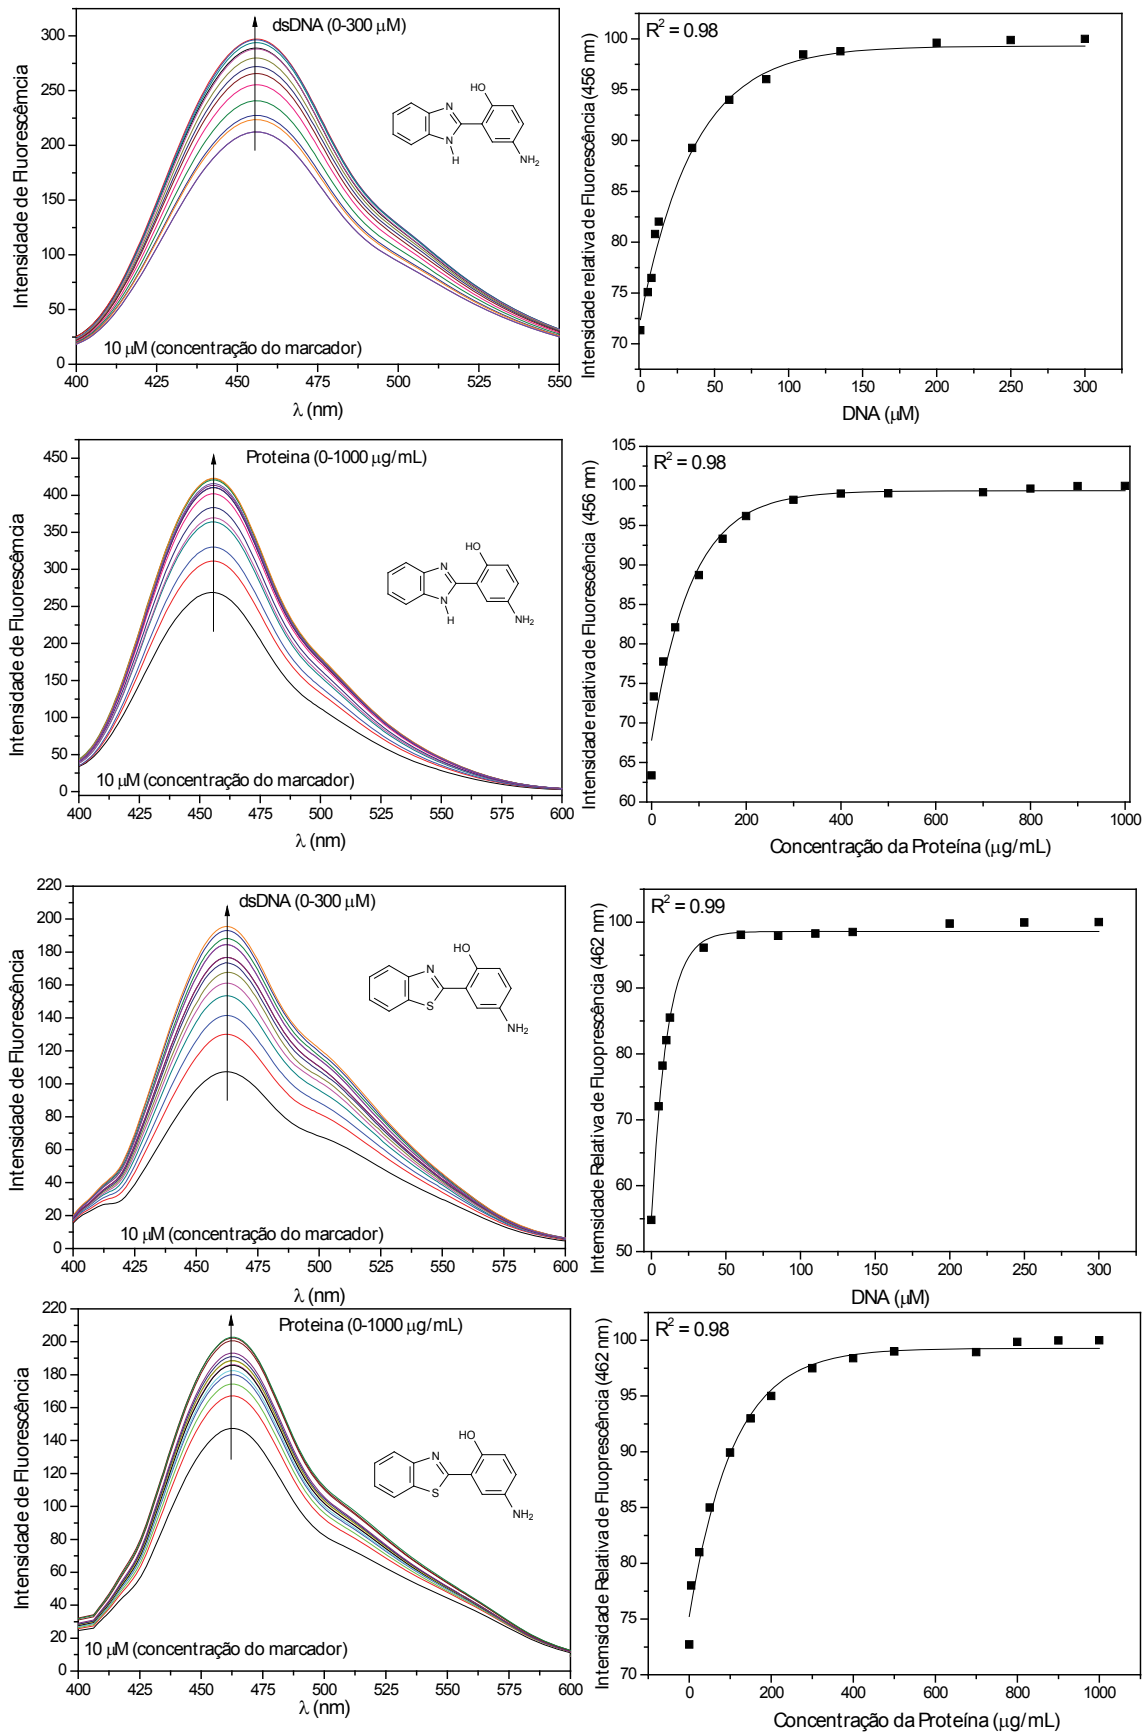 dsDNA (0-300 μM)
300
250
200
150
100
50
0
Intensidade de Fluorescêmcia
HO
N
N
H
NH2
10 μM (concentração do marcador)
400 425 450 475 500 525 550
λ (nm)
R2 = 0.98
100
95
90
85
80
75
70
Intensidade relativa de Fluorescência (456 nm)
0 50 100 150 200 250 300
DNA (μM)
Proteina (0-1000 μg/mL)
450
400
350
300
250
200
150
100
50
0
Intensidade de Fluorescêmcia
HO
N
N
H
NH2
10 μM (concentração do marcador)
400 425 450 475 500 525 550 575 600
λ (nm)
R2 = 0.98
105
100
95
90
85
80
75
70
65
60
Intensidade relativa de Fluorescência (456 nm)
0 200 400 600 800 1000
Concentração da Proteína (μg/mL)
dsDNA (0-300 μM)
220
200
180
160
140
120
100
80
60
40
20
0
Intensidade de Fluorescência
HO
N
S
NH2
10 μM (concentração do marcador)
400 425 450 475 500 525 550 575 600
λ (nm)
R2 = 0.99
100
90
80
70
60
50
Intemsidade Relativa de Fluoprescência (462 nm)
0 50 100 150 200 250 300
DNA (μM)
Proteina (0-1000 μg/mL)
220
200
180
160
140
120
100
80
60
40
20
0
Intensidade de Fluorescência
HO
N
S
NH2
10 μM (concentração do marcador)
400 425 450 475 500 525 550 575 600
λ (nm)
R2 = 0.98
100
95
90
85
80
75
70
Intemsidade Relativa de Fluoprescência (462 nm)
0 200 400 600 800 1000
Concentração da Proteína (μg/mL)